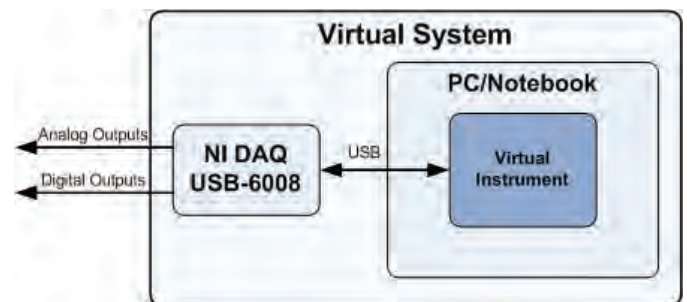 Virtual System
PC/Notebook
Analog Outputs
NI DAQ
USB-6008
USB
Virtual
Instrument
Digital Outputs